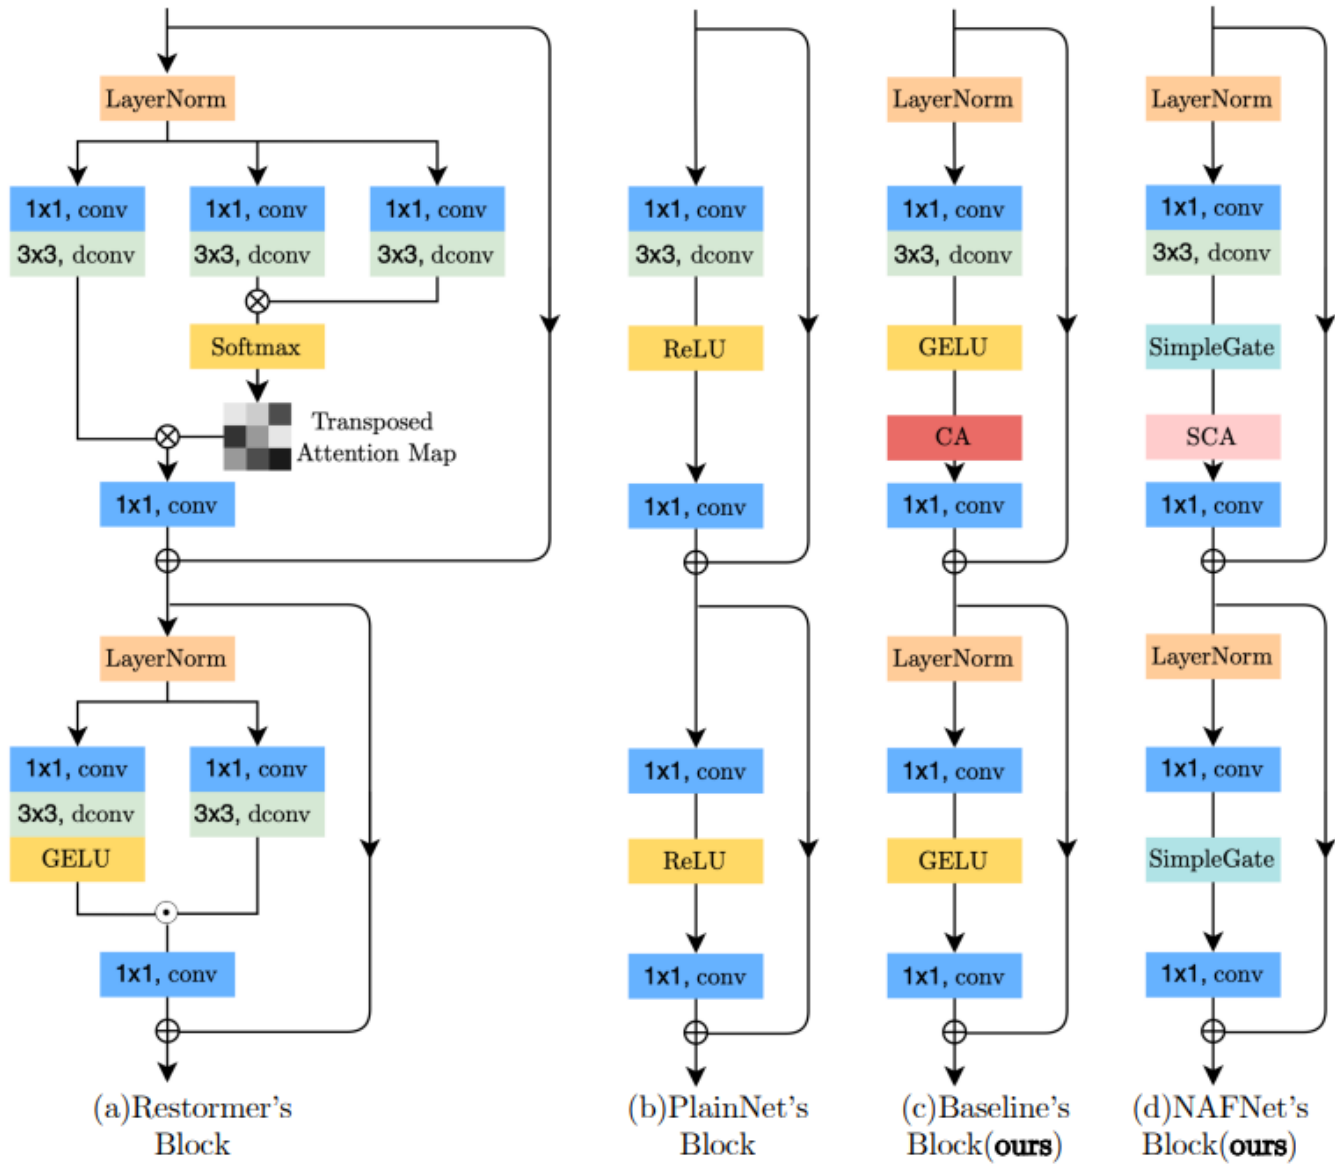 LayerNorm
1x1, conv
3x3, dconv
1x1, conv
3x3, dconv
1x1, conv
3x3, dconv
Softmax
Transposed
Attention Map
1x1, conv
LayerNorm
1x1, conv
3x3, dconv
GELU
1x1, conv
3x3, dconv
1x1, conv
(a)Restormer's
Block
1x1, conv
3x3, dconv
ReLU
1x1, conv
1x1, conv
ReLU
1x1, conv
(b)PlainNet's
Block
LayerNorm
1x1, conv
3x3, dconv
GELU
CA
1x1, conv
LayerNorm
1x1, conv
GELU
1x1, conv
(c)Baseline's
Block(ours)
LayerNorm
1x1, conv
3x3, dconv
SimpleGate
SCA
1x1, conv
LayerNorm
1x1, conv
SimpleGate
1x1, conv
(d)NAFNet's
Block(ours)